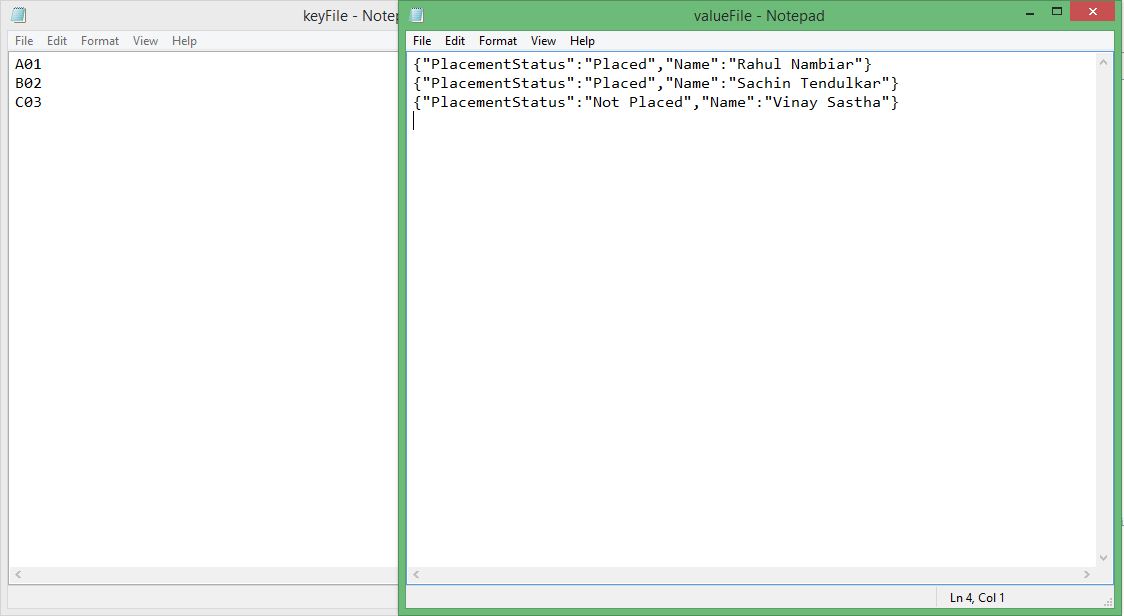 keyFile - Notep
File Edit Format View Help
A01
B02
C03
valueFile - Notepad
File Edit Format View Help
{"PlacementStatus":"Placed","Name":"Rahul Nambiar"}
{"PlacementStatus":"Placed","Name":"Sachin Tendulkar"}
{"PlacementStatus":"Not Placed","Name":"Vinay Sastha"}
Ln 4, Col 1